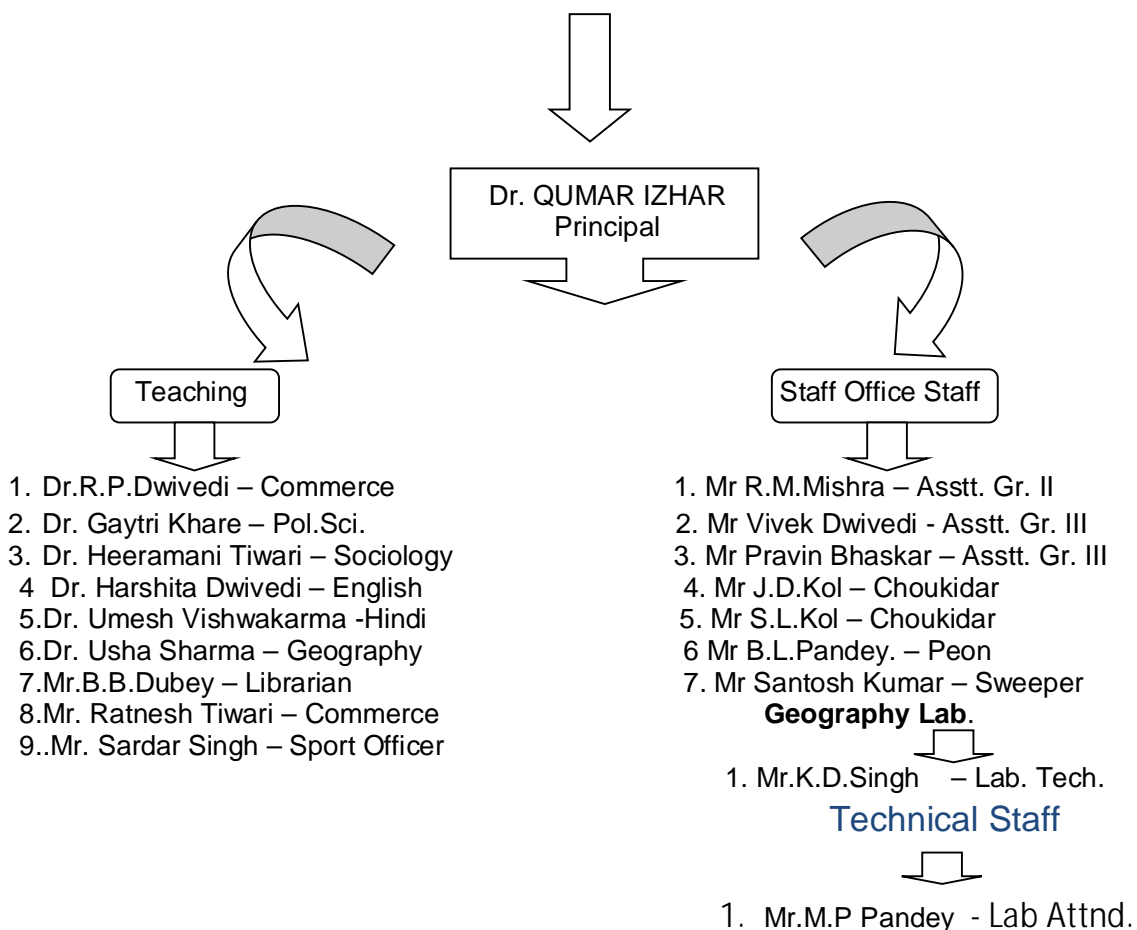 Dr. QUMAR IZHAR
Principal
Teaching
1. Dr.R.P.Dwivedi – Commerce
2. Dr. Gaytri Khare – Pol.Sci.
3. Dr. Heeramani Tiwari – Sociology
4 Dr. Harshita Dwivedi – English
5.Dr. Umesh Vishwakarma -Hindi
6.Dr. Usha Sharma – Geography
7.Mr.B.B.Dubey – Librarian
8.Mr. Ratnesh Tiwari – Commerce
9..Mr. Sardar Singh – Sport Officer
Staff Office Staff
1. Mr R.M.Mishra – Asstt. Gr. II
2. Mr Vivek Dwivedi - Asstt. Gr. III
3. Mr Pravin Bhaskar – Asstt. Gr. III
4. Mr J.D.Kol – Choukidar
5. Mr S.L.Kol – Choukidar
6 Mr B.L.Pandey. – Peon
7. Mr Santosh Kumar – Sweeper
Geography Lab.
1. Mr.K.D.Singh – Lab. Tech.
Technical Staff
1. Mr.M.P Pandey - Lab Attnd.